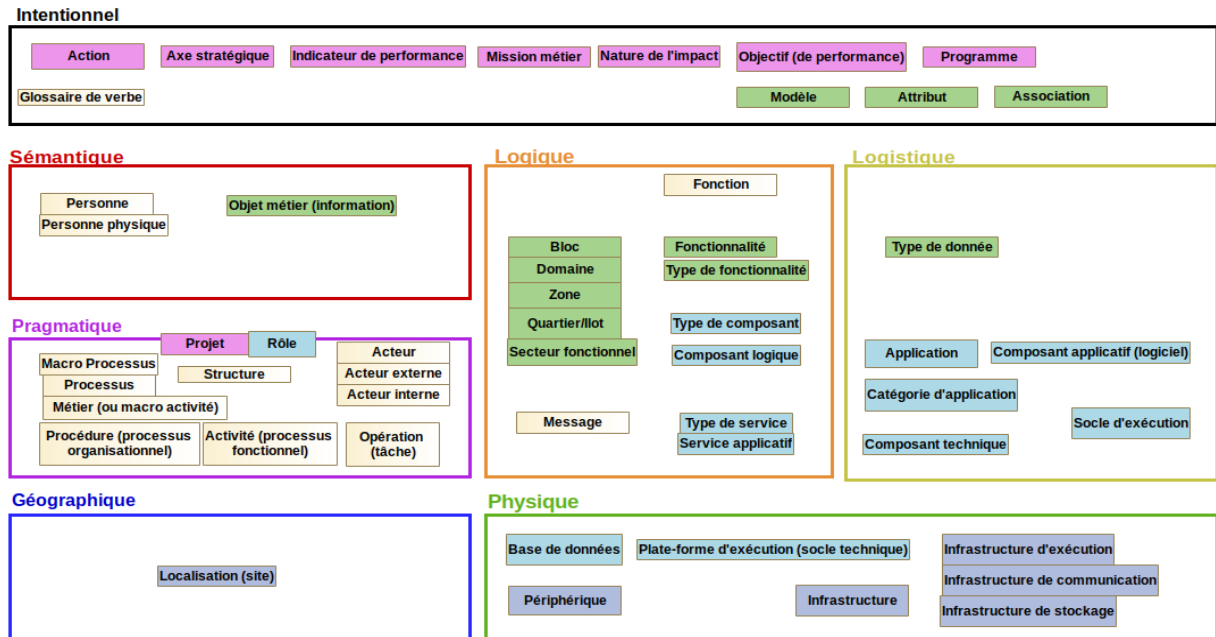 Intentionnel
Action
Axe stratégique
Indicateur de performance
Mission métier
Nature de l'impact
Objectif (de performance)
Programme
Glossaire de verbe
Modèle
Attribut
Association
Sémantique
Personne
Personne physique
Objet métier (information)
Logique
Fonction
Bloc
Domaine
Zone
Quartier/Ilot
Secteur fonctionnel
Fonctionnalité
Type de fonctionnalité
Type de composant
Composant logique
Message
Type de service
Service applicatif
Logistique
Type de donnée
Application
Composant applicatif (logiciel)
Catégorie d'application
Socle d'exécution
Composant technique
Pragmatique
Projet
Rôle
Macro Processus
Processus
Métier (ou macro activité)
Structure
Acteur
Acteur externe
Acteur interne
Procédure (processus
organisationnel)
Activité (processus
fonctionnel)
Opération
(tâche)
Géographique
Localisation (site)
Physique
Base de données
Plate-forme d'exécution (socle technique)
Infrastructure d'exécution
Infrastructure de communication
Infrastructure de stockage
Périphérique
Infrastructure